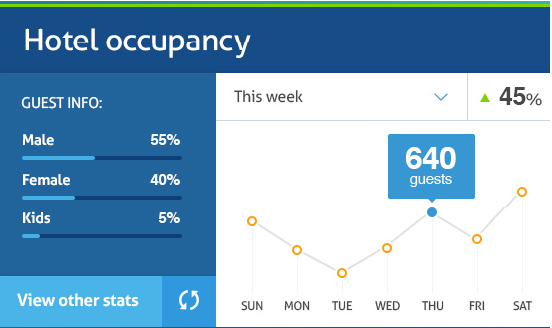 Hotel occupancy
GUEST INFO:
Male 55%
Female 40%
Kids 5%
View other stats
This week
45%
640
guests
SUN MON TUE WED THU FRI SAT